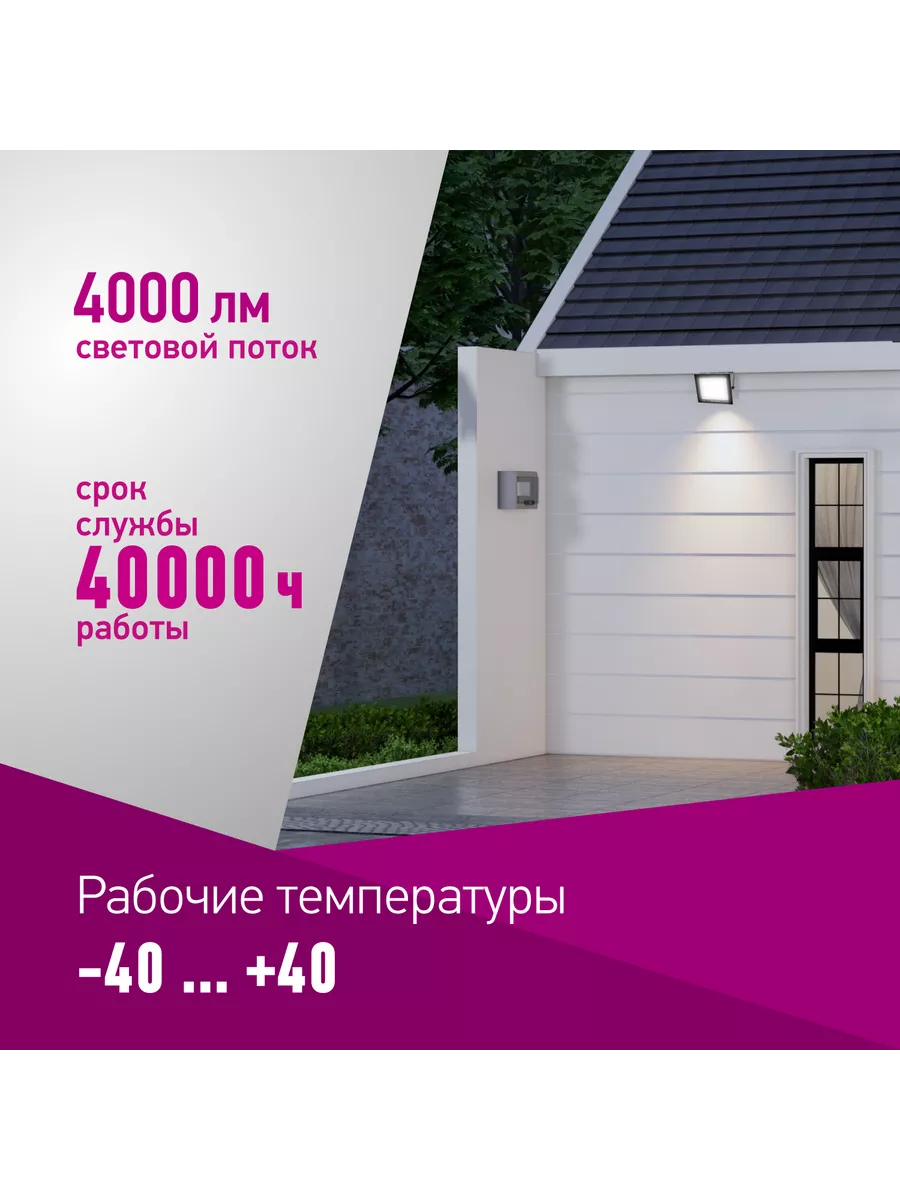 4000 лм
световой поток
срок
службы
40000 ч
работы
Рабочие температуры
-40 ... +40